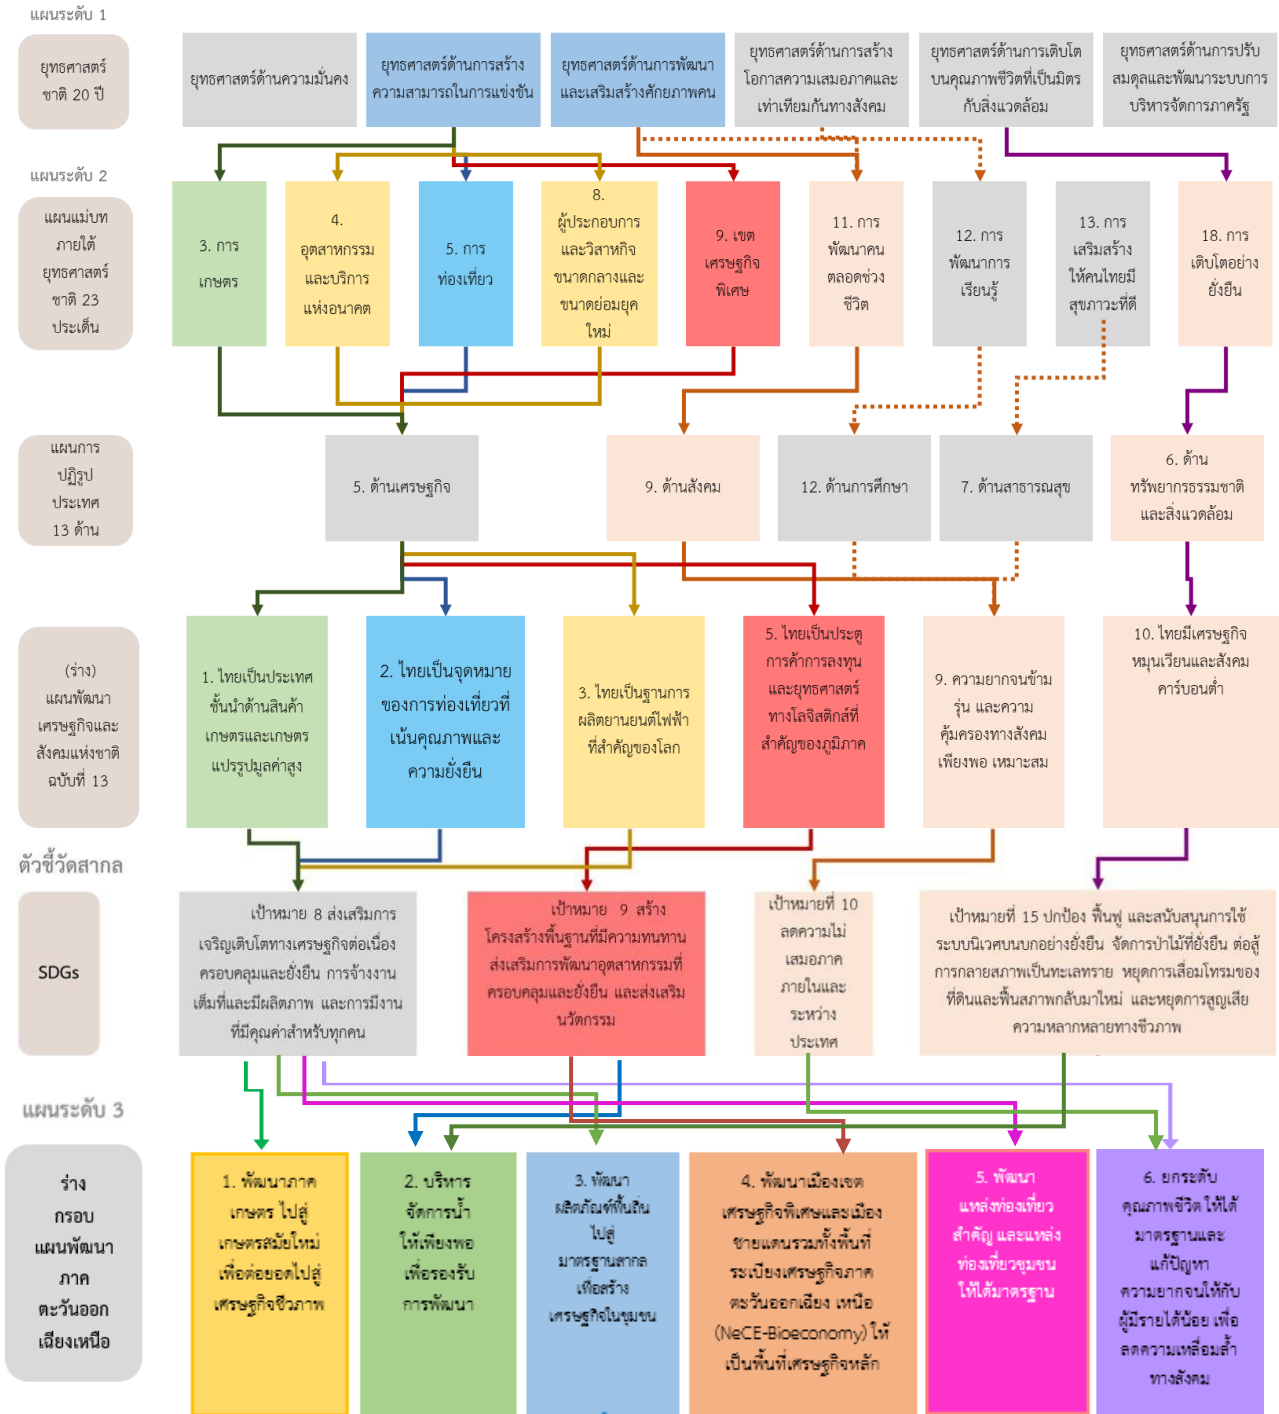 แผนระดับ 1
ยุทธศาสตร์
ชาติ 20 ปี
ยุทธศาสตร์ด้านความมั่นคง
ยุทธศาสตร์ด้านการสร้าง
ความสามารถในการแข่งขัน
ยุทธศาสตร์ด้านการพัฒนา
และเสริมสร้างศักยภาพคน
ยุทธศาสตร์ด้านการสร้าง
โอกาสความเสมอภาคและ
เท่าเทียมกันทางสังคม
ยุทธศาสตร์ด้านการเติบโต
บนคุณภาพชีวิตที่เป็นมิตร
กับสิ่งแวดล้อม
ยุทธศาสตร์ด้านการปรับ
สมดุลและพัฒนาระบบการ
บริหารจัดการภาครัฐ
แผนระดับ 2
แผนแม่บท
ภายใต้
ยุทธศาสตร์
ชาติ 23
ประเด็น
3. การ
เกษตร
4.
อุตสาหกรรม
และบริการ
แห่งอนาคต
5. การ
ท่องเที่ยว
8.
ผู้ประกอบการ
และวิสาหกิจ
ขนาดกลางและ
ขนาดย่อมยุค
ใหม่
9. เขต
เศรษฐกิจ
พิเศษ
11. การ
พัฒนาคน
ตลอดช่วง
ชีวิต
12. การ
พัฒนาการ
เรียนรู้
13. การ
เสริมสร้าง
ให้คนไทยมี
สุขภาวะที่ดี
18. การ
เติบโตอย่าง
ยั่งยืน
แผนการ
ปฏิรูป
ประเทศ
13 ด้าน
5. ด้านเศรษฐกิจ
9. ด้านสังคม
12. ด้านการศึกษา
7. ด้านสาธารณสุข
6. ด้าน
ทรัพยากรธรรมชาติ
และสิ่งแวดล้อม
(ร่าง)
แผนพัฒนา
เศรษฐกิจและ
สังคมแห่งชาติ
ฉบับที่ 13
1. ไทยเป็นประเทศ
ชั้นนำด้านสินค้า
เกษตรและเกษตร
แปรรูปมูลค่าสูง
2. ไทยเป็นจุดหมาย
ของการท่องเที่ยวที่
เน้นคุณภาพและ
ความยั่งยืน
3. ไทยเป็นฐานการ
ผลิตยานยนต์ไฟฟ้า
ที่สำคัญของโลก
5. ไทยเป็นประตู
การค้าการลงทุน
และยุทธศาสตร์
ทางโลจิสติกส์ที่
สำคัญของภูมิภาค
9. ความยากจนข้าม
รุ่น และความ
คุ้มครองทางสังคม
เพียงพอ เหมาะสม
10. ไทยมีเศรษฐกิจ
หมุนเวียนและสังคม
คาร์บอนต่ำ
ตัวชี้วัดสากล
SDGs
เป้าหมาย 8 ส่งเสริมการ
เจริญเติบโตทางเศรษฐกิจต่อเนื่อง
ครอบคลุมและยั่งยืน การจ้างงาน
เต็มที่และมีผลิตภาพ และการมีงาน
ที่มีคุณค่าสำหรับทุกคน
เป้าหมาย 9 สร้าง
โครงสร้างพื้นฐานที่มีความทนทาน
ส่งเสริมการพัฒนาอุตสาหกรรมที่
ครอบคลุมและยั่งยืน และส่งเสริม
นวัตกรรม
เป้าหมายที่ 10
ลดความไม่
เสมอภาค
ภายในและ
ระหว่าง
ประเทศ
เป้าหมายที่ 15 ปกป้อง ฟื้นฟู และสนับสนุนการใช้
ระบบนิเวศบนบกอย่างยั่งยืน จัดการป่าไม้ที่ยั่งยืน ต่อสู้
การกลายสภาพเป็นทะเลทราย หยุดการเสื่อมโทรมของ
ที่ดินและฟื้นสภาพกลับมาใหม่ และหยุดการสูญเสีย
ความหลากหลายทางชีวภาพ
แผนระดับ 3
ร่าง
กรอบ
แผนพัฒนา
ภาค
ตะวันออก
เฉียงเหนือ
1. พัฒนาภาค
เกษตร ไปสู่
เกษตรสมัยใหม่
เพื่อต่อยอดไปสู่
เศรษฐกิจชีวภาพ
2. บริหาร
จัดการน้ำ
ให้เพียงพอ
เพื่อรองรับ
การพัฒนา
3. พัฒนา
ผลิตภัณฑ์พื้นถิ่น
ไปสู่
มาตรฐานสากล
เพื่อสร้าง
เศรษฐกิจในชุมชน
4. พัฒนาเมืองเขต
เศรษฐกิจพิเศษและเมือง
ชายแดนรวมทั้งพื้นที่
ระเบียงเศรษฐกิจภาค
ตะวันออกเฉียง เหนือ
(NeCE-Bioeconomy) ให้
เป็นพื้นที่เศรษฐกิจหลัก
5. พัฒนา
แหล่งท่องเที่ยว
สำคัญ และแหล่ง
ท่องเที่ยวชุมชน
ให้ได้มาตรฐาน
6. ยกระดับ
คุณภาพชีวิต ให้ได้
มาตรฐานและ
แก้ปัญหา
ความยากจนให้กับ
ผู้มีรายได้น้อย เพื่อ
ลดความเหลื่อมล้ำ
ทางสังคม